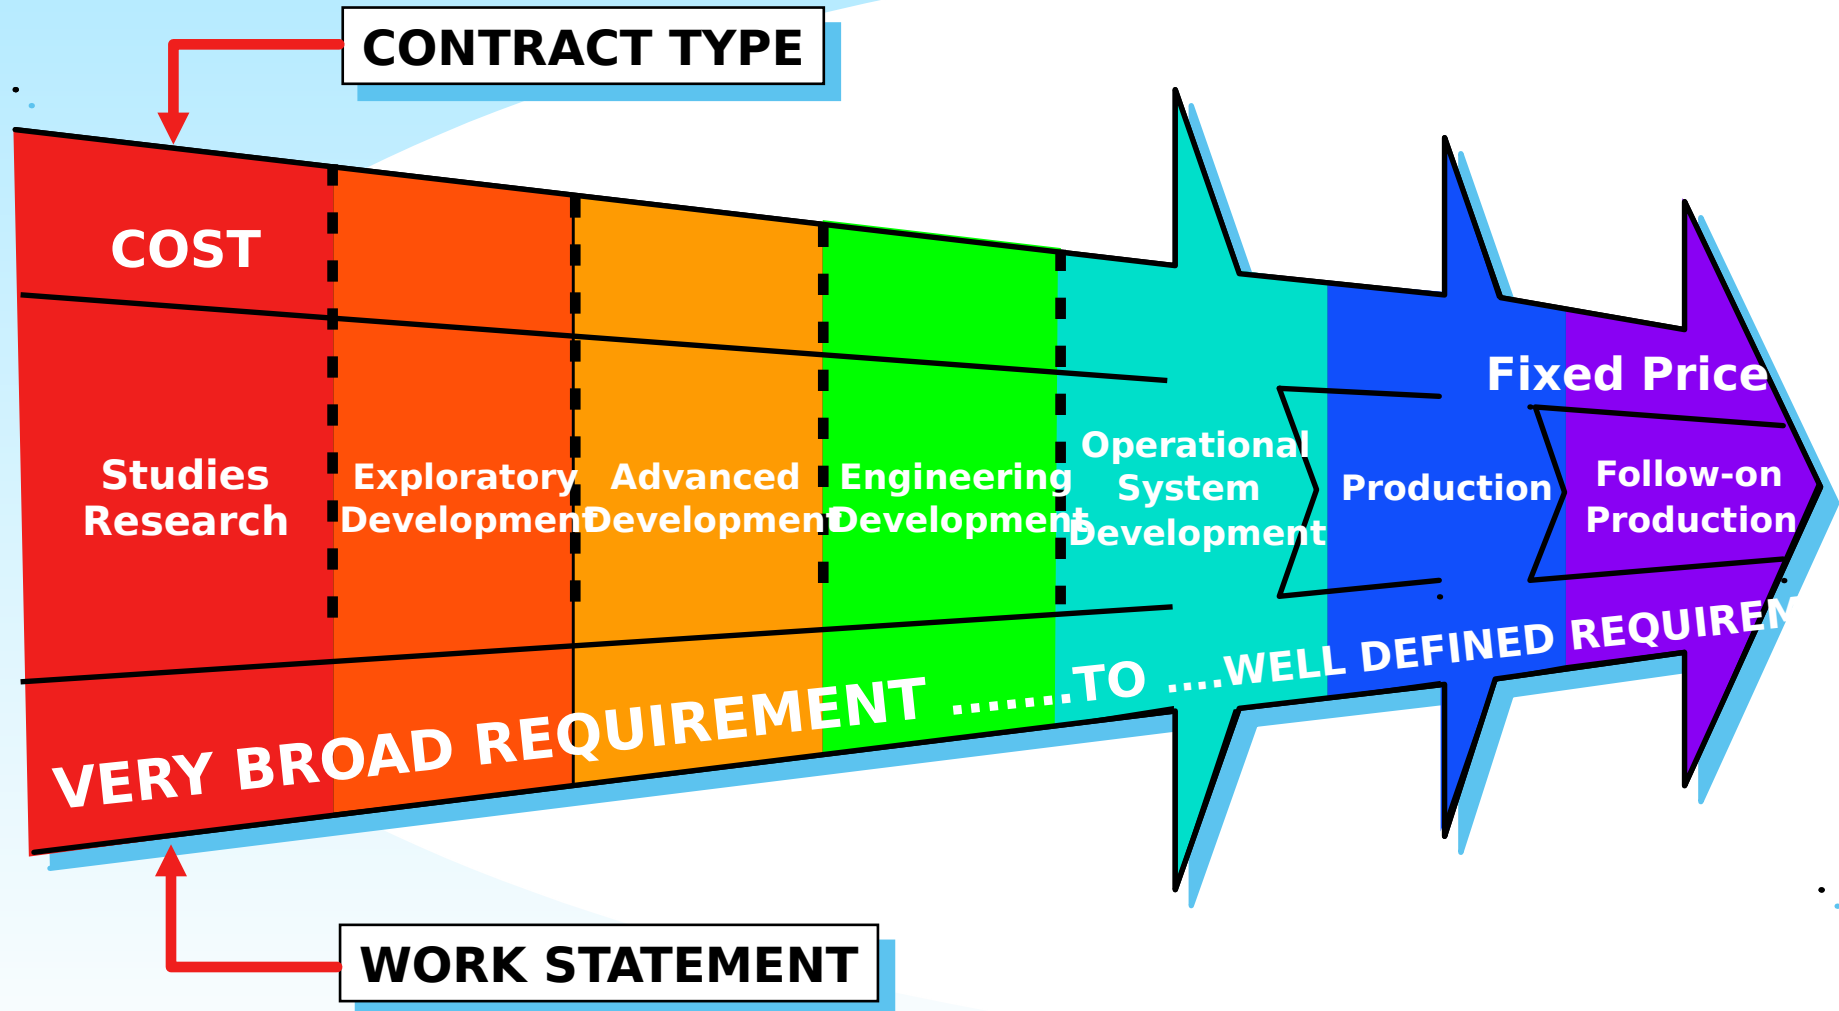 CONTRACT TYPE
COST
Fixed Price
Studies
Research
Exploratory
Development
Advanced
Development
Engineering
Development
Operational
System
Development
Production
Follow-on
Production
VERY BROAD REQUIREMENT .......TO ....WELL DEFINED REQUIREM
WORK STATEMENT